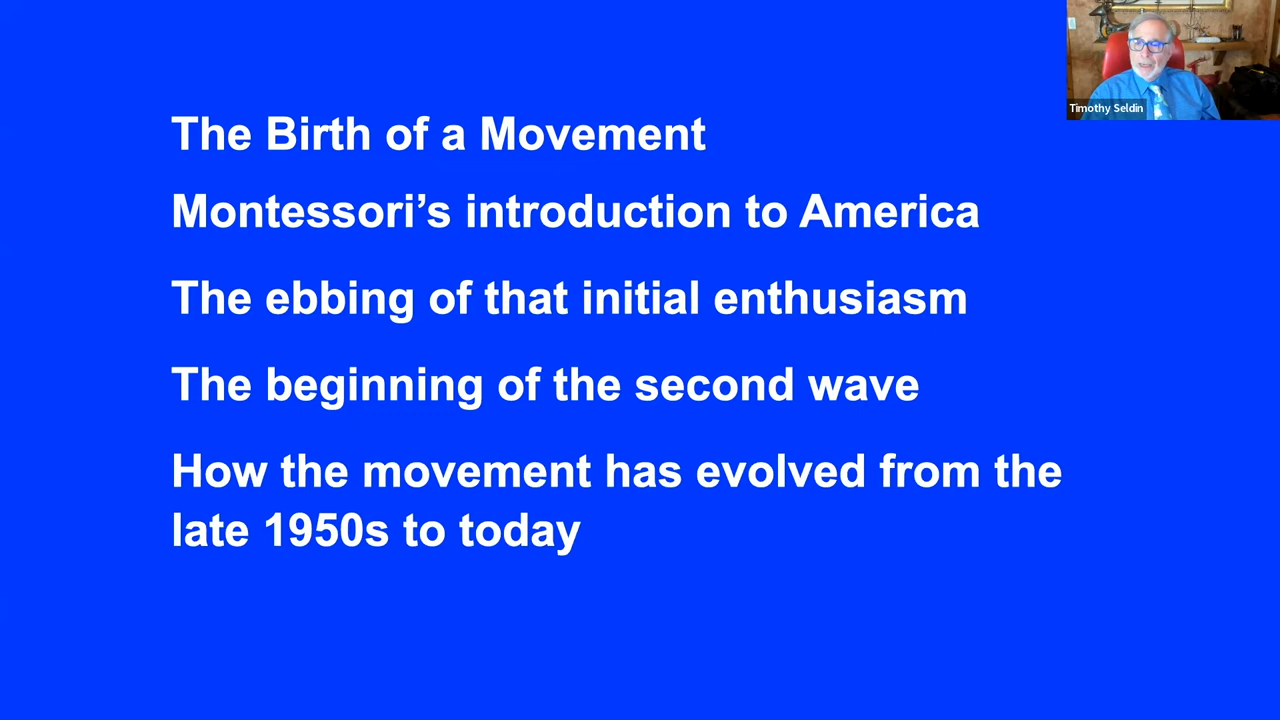 Timothy Seldin
The Birth of a Movement
Montessori’s introduction to America
The ebbing of that initial enthusiasm
The beginning of the second wave
How the movement has evolved from the
late 1950s to today